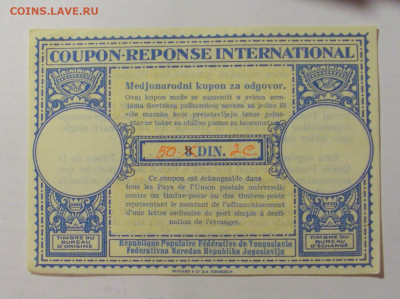 COINS.LAVE.RU
COUPON-REPONSE INTERNATIONAL
Medjunarodni kupon za odgovor.
Ovaj kupon može se zameniti u svima zem-
ljama Svetskog poštanskog saveza za jednu ili
više maraka koje pretstavljaju iznos jedno-
stavne takse za obično pismo za inozemstvo.
50.- 8 DIN.
Ce coupon est échangeable dans
tous les Pays de l'Union postale universelle
contre un timbre-poste ou des timbres-poste
représentant le montant de l'affranchissement
d'une lettre ordinaire de port simple à desti-
nation de l'étranger.
TIMBRE DU
BUREAU
D'ORIGINE
République Populaire Fédérative de Yougoslavie
Federativna Narodna Republika Jugoslavija
TIMBRE DU
BUREAU
D'ÉCHANGE